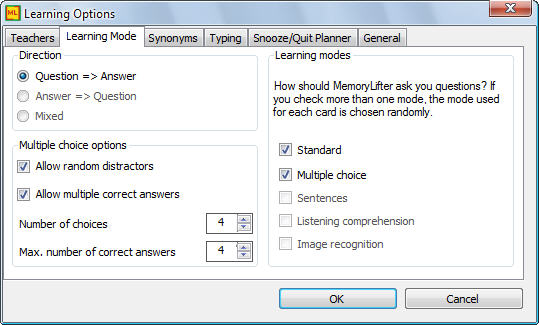 ML Learning Options
Teachers Learning Mode Synonyms Typing Snooze/Quit Planner General
Direction
Question => Answer
Answer => Question
Mixed
Multiple choice options
Allow random distractors
Allow multiple correct answers
Number of choices 4
Max. number of correct answers 4
Learning modes
How should MemoryLifter ask you questions? If
you check more than one mode, the mode used
for each card is chosen randomly.
Standard
Multiple choice
Sentences
Listening comprehension
Image recognition
OK Cancel